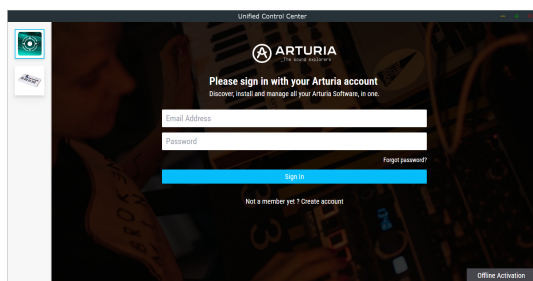 Unified Control Center
ARTURIA
_The sound explorers
Please sign in with your Arturia account
Discover, install and manage all your Arturia Software, in one.
Email Address
Password
Forgot password?
Sign In
Not a member yet ? Create account
Offline Activation